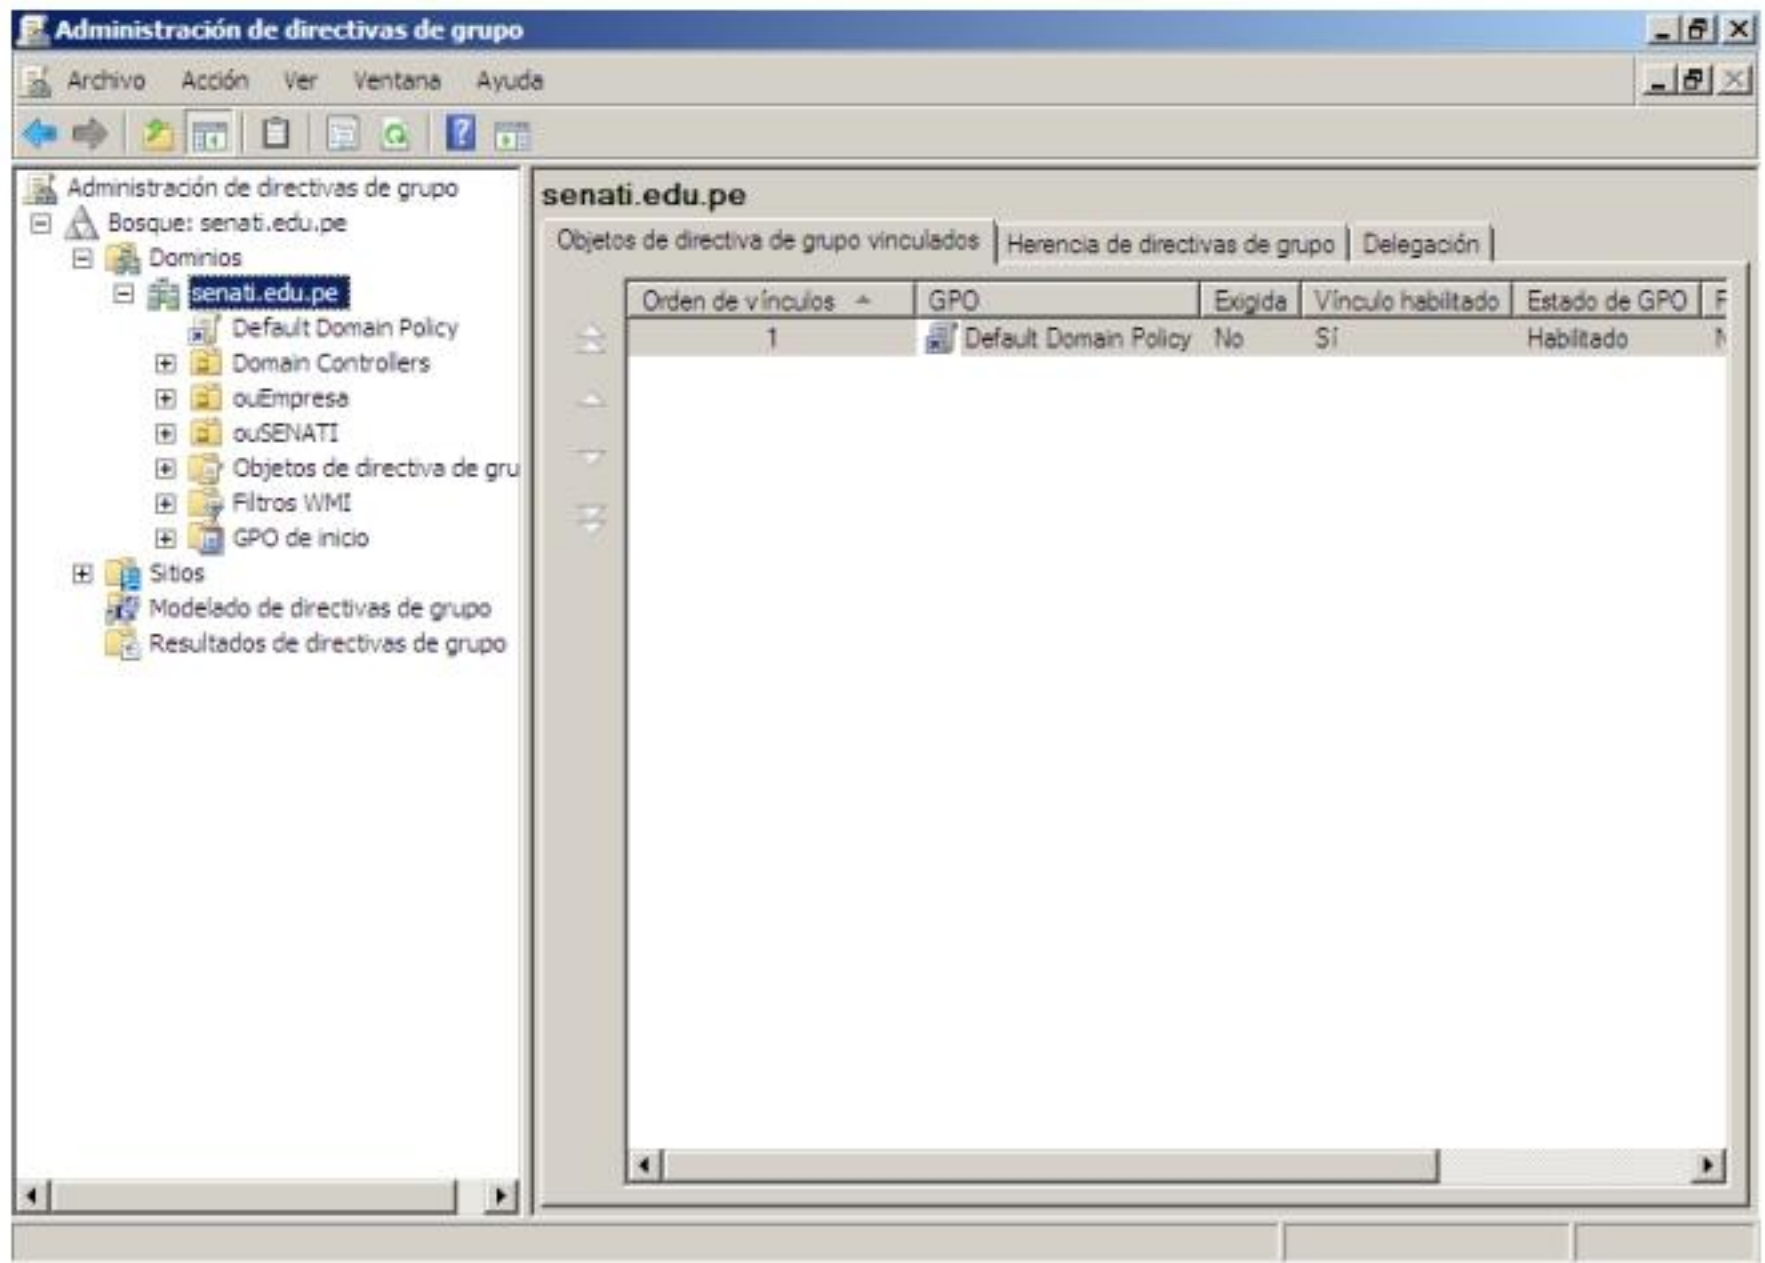 Administración de directivas de grupo
Archivo Acción Ver Ventana Ayuda
Administración de directivas de grupo
Bosque: senati.edu.pe
Dominios
senati.edu.pe
Default Domain Policy
Domain Controllers
ouEmpresa
ouSENATI
Objetos de directiva de gru
Filtros WMI
GPO de inicio
Sitios
Modelado de directivas de grupo
Resultados de directivas de grupo
senati.edu.pe
Objetos de directiva de grupo vinculados Herencia de directivas de grupo Delegación
Orden de vínculos GPO Exigida Vínculo habilitado Estado de GPO F
1 Default Domain Policy No Sí Habilitado N